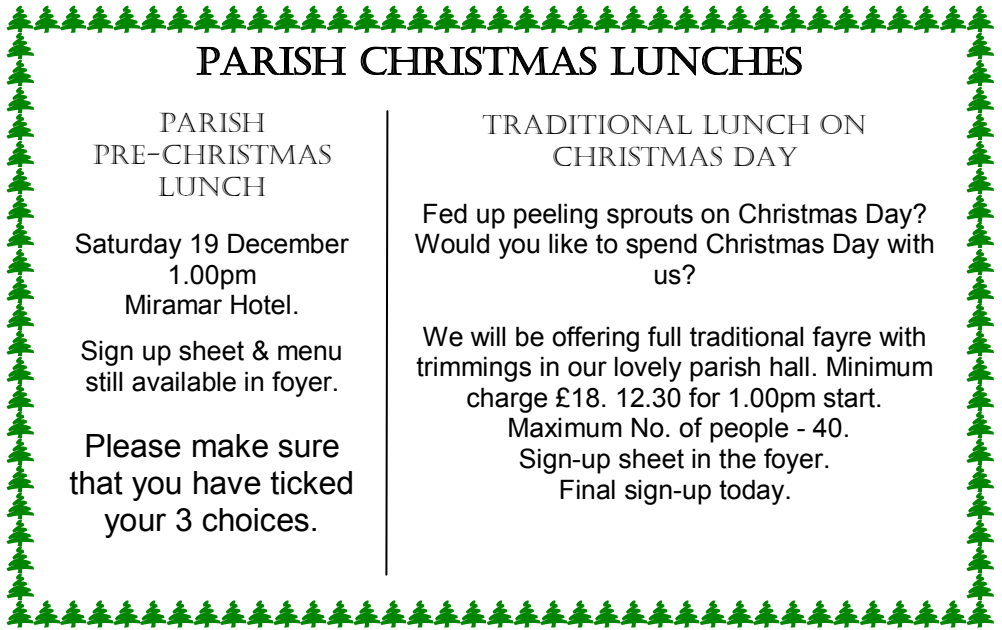 PARISH CHRISTMAS LUNCHES
PARISH
PRE-CHRISTMAS
LUNCH
Saturday 19 December
1.00pm
Miramar Hotel.
Sign up sheet & menu
still available in foyer.
Please make sure
that you have ticked
your 3 choices.
TRADITIONAL LUNCH ON
CHRISTMAS DAY
Fed up peeling sprouts on Christmas Day?
Would you like to spend Christmas Day with
us?
We will be offering full traditional fayre with
trimmings in our lovely parish hall. Minimum
charge £18. 12.30 for 1.00pm start.
Maximum No. of people - 40.
Sign-up sheet in the foyer.
Final sign-up today.